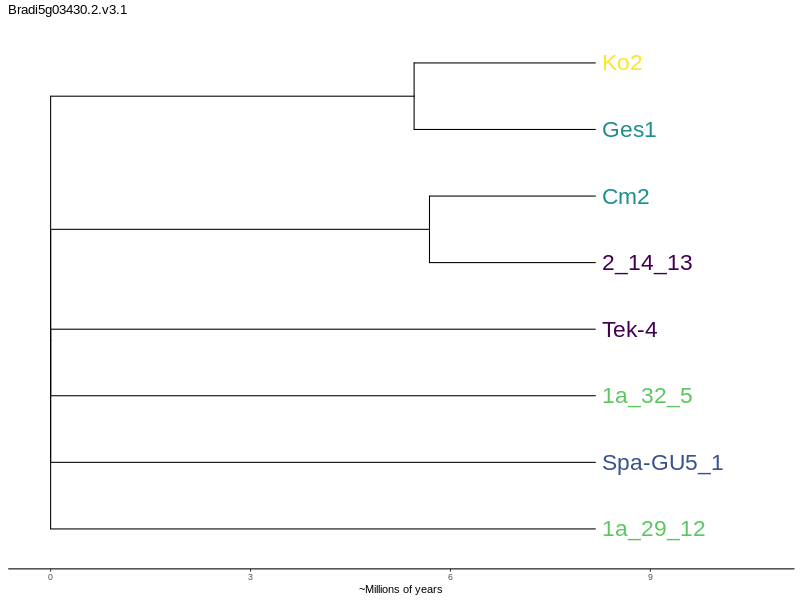 Bradi5g03430.2.v3.1
Ko2
Ges1
Cm2
2_14_13
Tek-4
1a_32_5
Spa-GU5_1
1a_29_12
0 3 6 9
~Millions of years